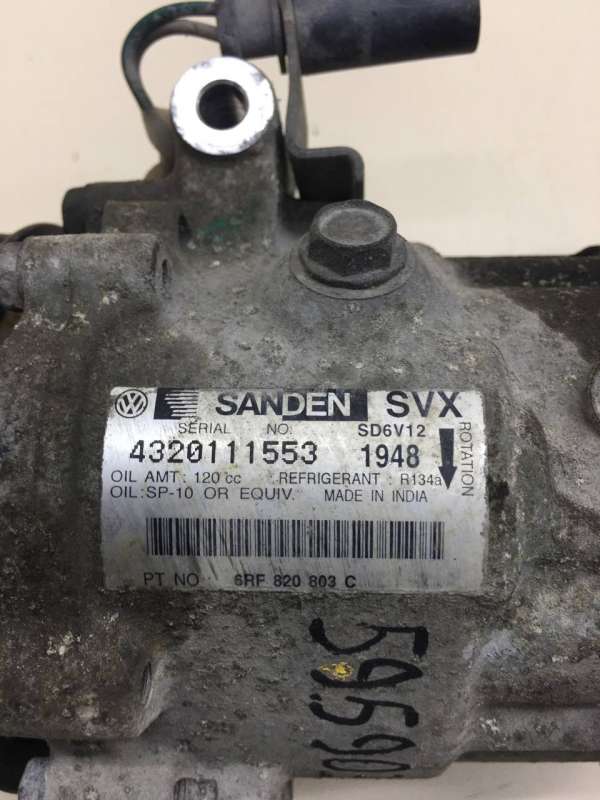 VW SANDEN SVX
SERIAL NO: SD6V12
4320111553 1948
OIL AMT: 120 cc REFRIGERANT: R134a
OIL:SP-10 OR EQUIV. MADE IN INDIA
ROTATION
PT NO 6RF 820 803 C